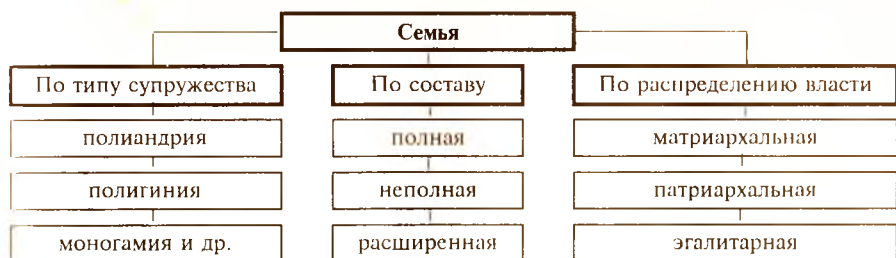 Семья
По типу супружества
По составу
По распределению власти
полиандрия
полная
матриархальная
полигиния
неполная
патриархальная
моногамия и др.
расширенная
эгалитарная